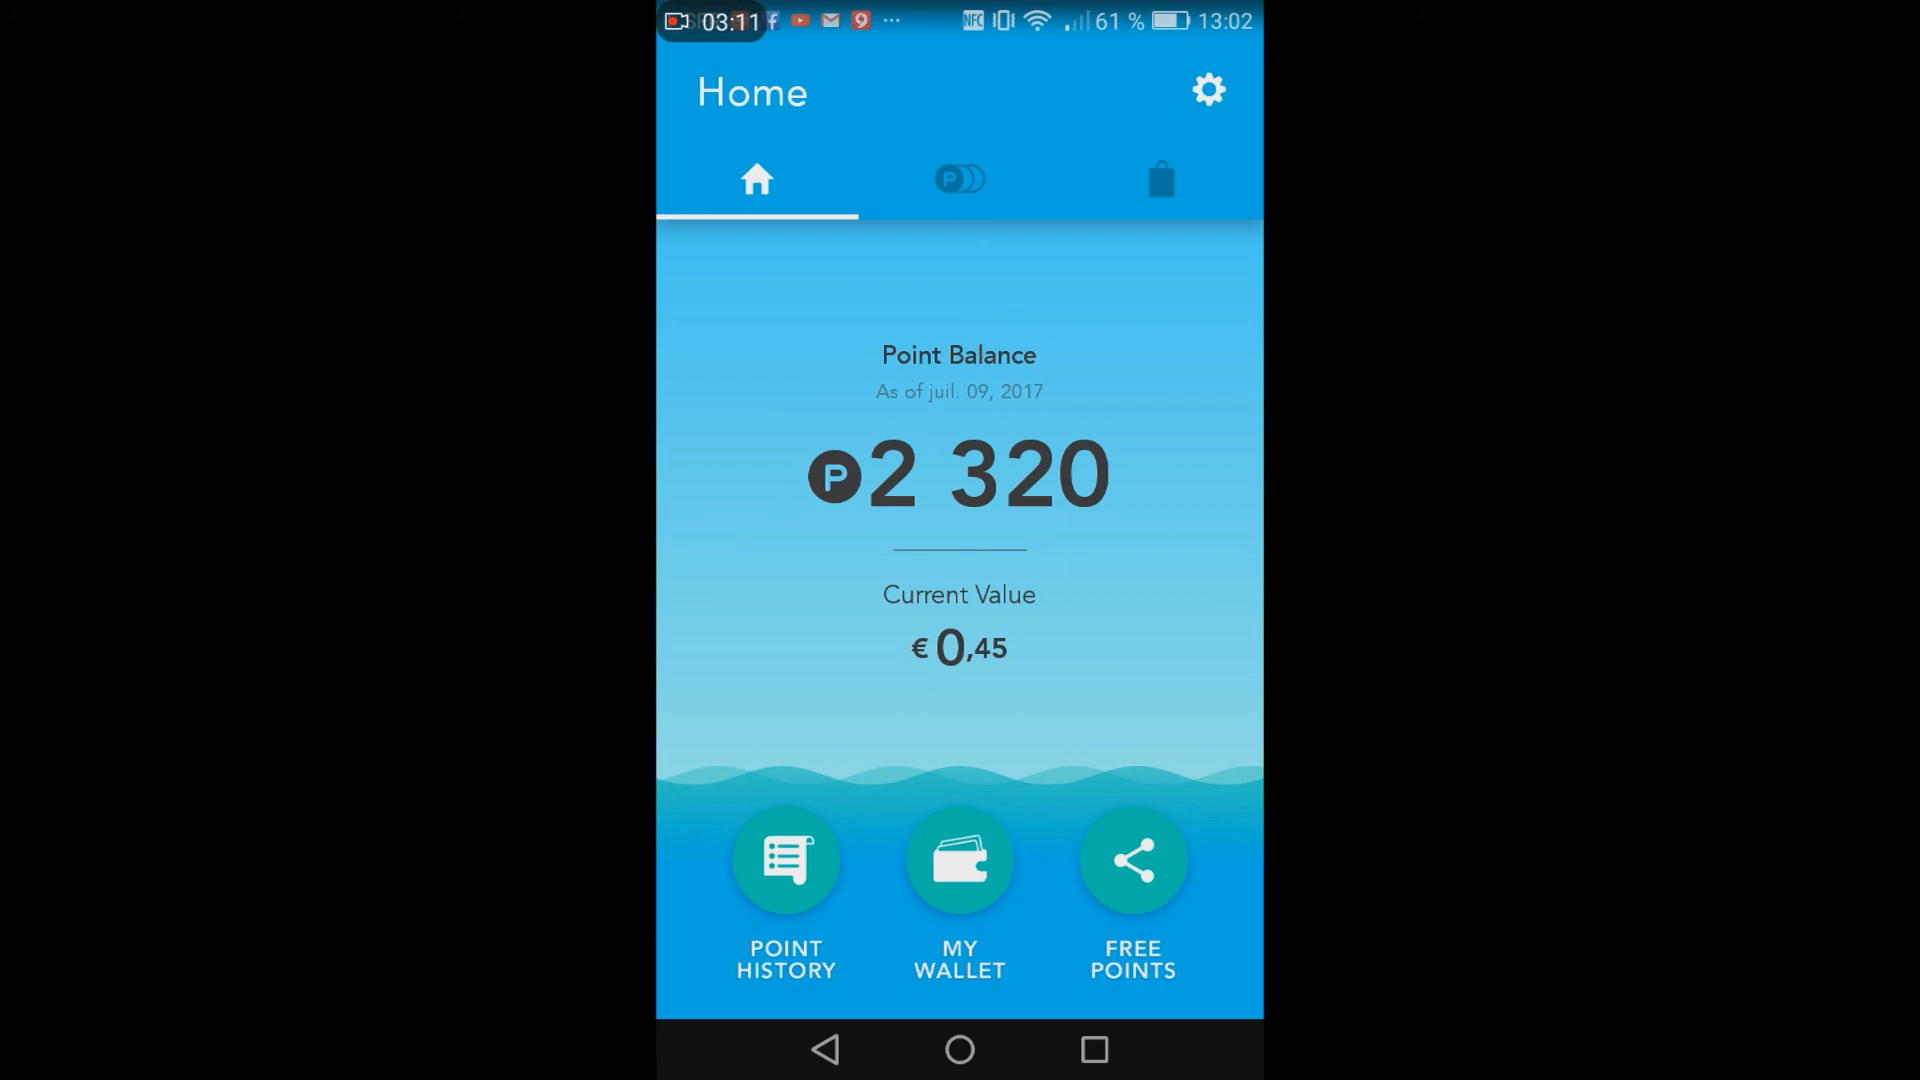 03:11 NFC 61 % 13:02
Home
P
Point Balance
As of juil. 09, 2017
P 2 320
Current Value
€ 0,45
POINT
HISTORY
MY
WALLET
FREE
POINTS